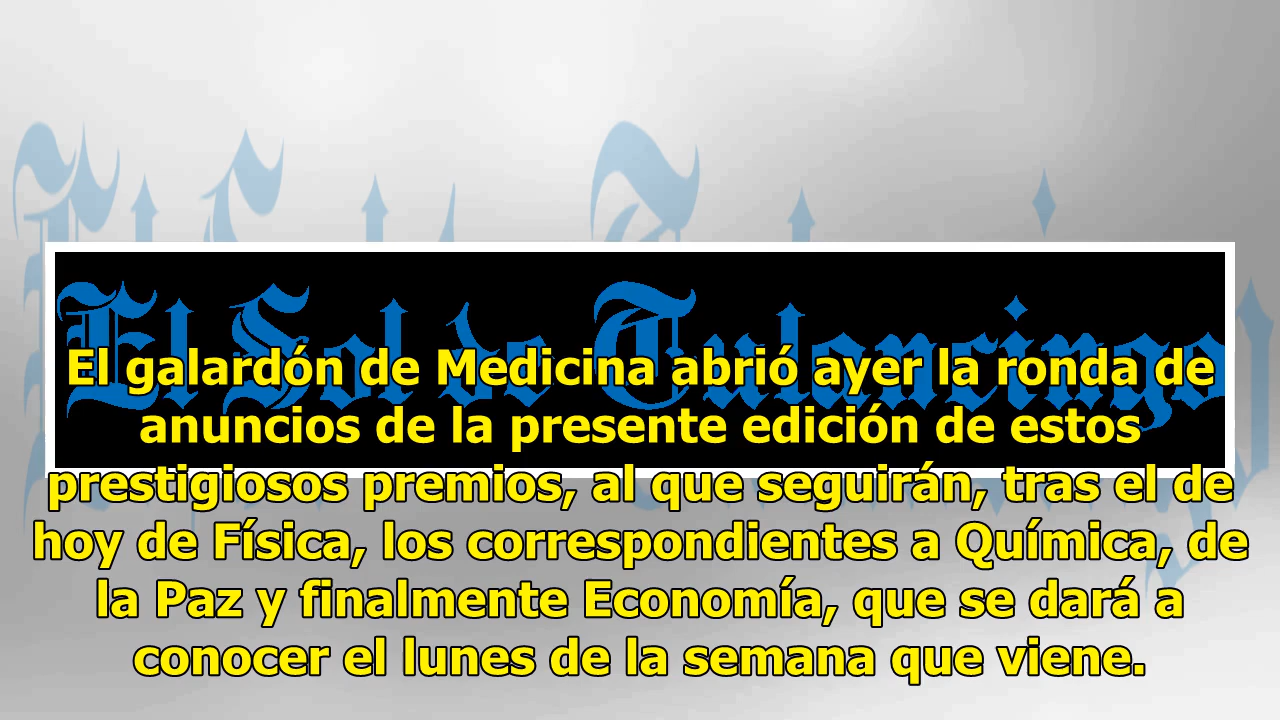 El Sol de Tulancingo
El galardón de Medicina abrió ayer la ronda de
anuncios de la presente edición de estos
prestigiosos premios, al que seguirán, tras el de
hoy de Física, los correspondientes a Química, de
la Paz y finalmente Economía, que se dará a
conocer el lunes de la semana que viene.